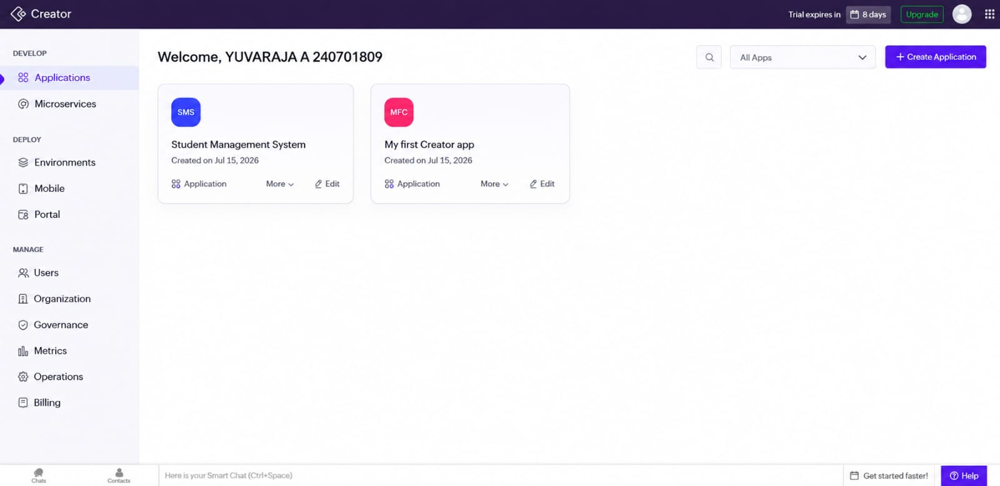 Creator
Trial expires in 8 days Upgrade
DEVELOP
Applications
Microservices
DEPLOY
Environments
Mobile
Portal
MANAGE
Users
Organization
Governance
Metrics
Operations
Billing
Welcome, YUVARAJA A 240701809
All Apps
+ Create Application
SMS
Student Management System
Created on Jul 15, 2026
Application More Edit
MFC
My first Creator app
Created on Jul 15, 2026
Application More Edit
Chats
Contacts
Here is your Smart Chat (Ctrl+Space)
Get started faster!
Help